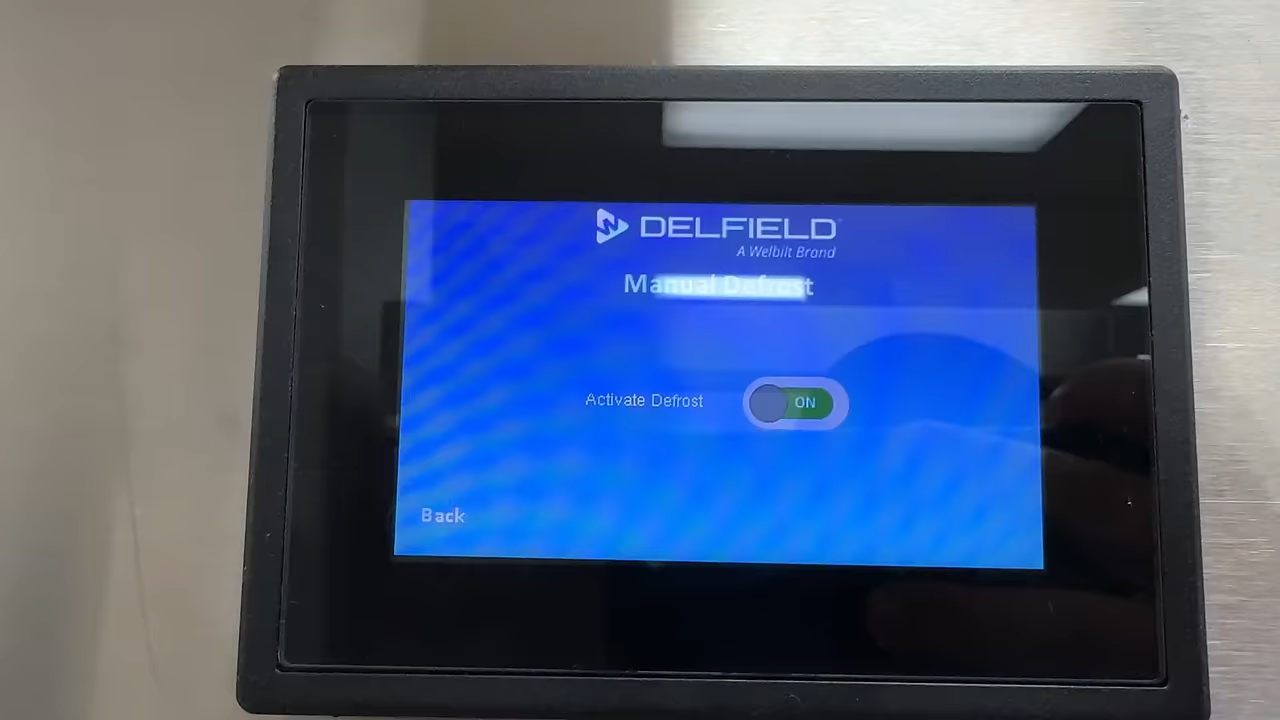 DELFIELD
A Welbilt Brand
Manual Defrost
Activate Defrost
ON
Back